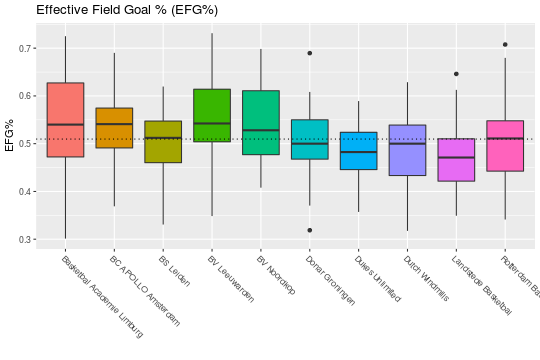 Effective Field Goal % (EFG%)
EFG%
0.7
0.6
0.5
0.4
0.3
Basketbal Academie Limburg
BC APOLLO Amsterdam
BS Leiden
BV Leeuwarden
BV Noordkop
Donar Groningen
Dukes Unlimited
Dutch Windmills
Landstede Basketbal
Rotterdam Bas